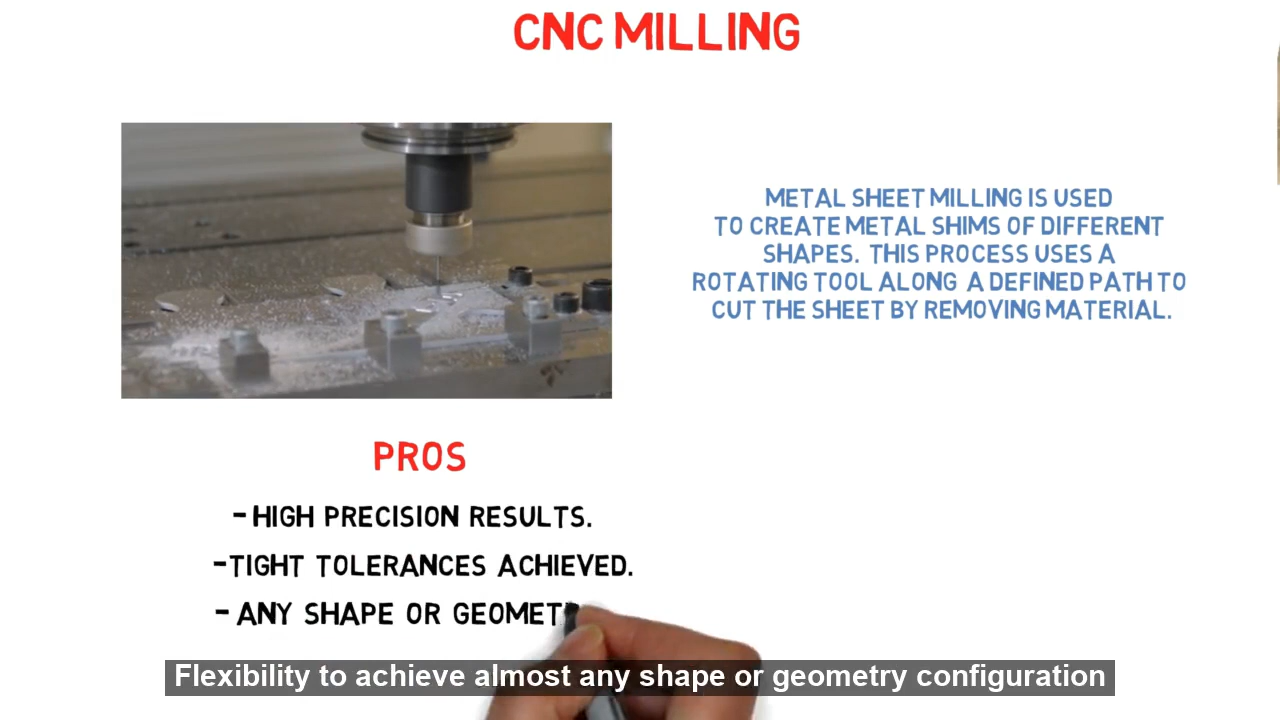 CNC MILLING
METAL SHEET MILLING IS USED
TO CREATE METAL SHIMS OF DIFFERENT
SHAPES. THIS PROCESS USES A
ROTATING TOOL ALONG A DEFINED PATH TO
CUT THE SHEET BY REMOVING MATERIAL.
PROS
- HIGH PRECISION RESULTS.
-TIGHT TOLERANCES ACHIEVED.
- ANY SHAPE OR GEOMET
Flexibility to achieve almost any shape or geometry configuration